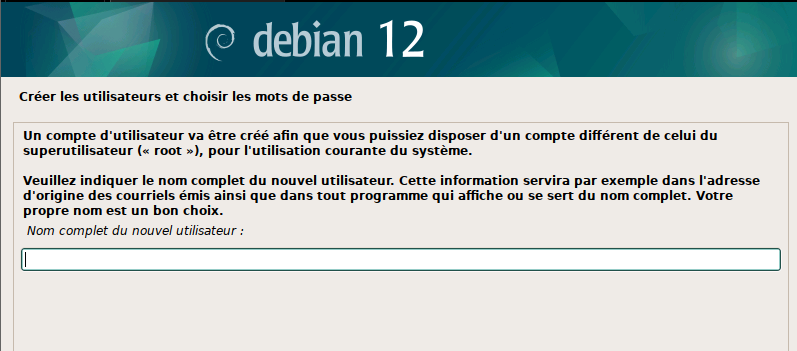 debian 12
Créer les utilisateurs et choisir les mots de passe
Un compte d'utilisateur va être créé afin que vous puissiez disposer d'un compte différent de celui du
superutilisateur (« root »), pour l'utilisation courante du système.
Veuillez indiquer le nom complet du nouvel utilisateur. Cette information servira par exemple dans l'adresse
d'origine des courriels émis ainsi que dans tout programme qui affiche ou se sert du nom complet. Votre
propre nom est un bon choix.
Nom complet du nouvel utilisateur :